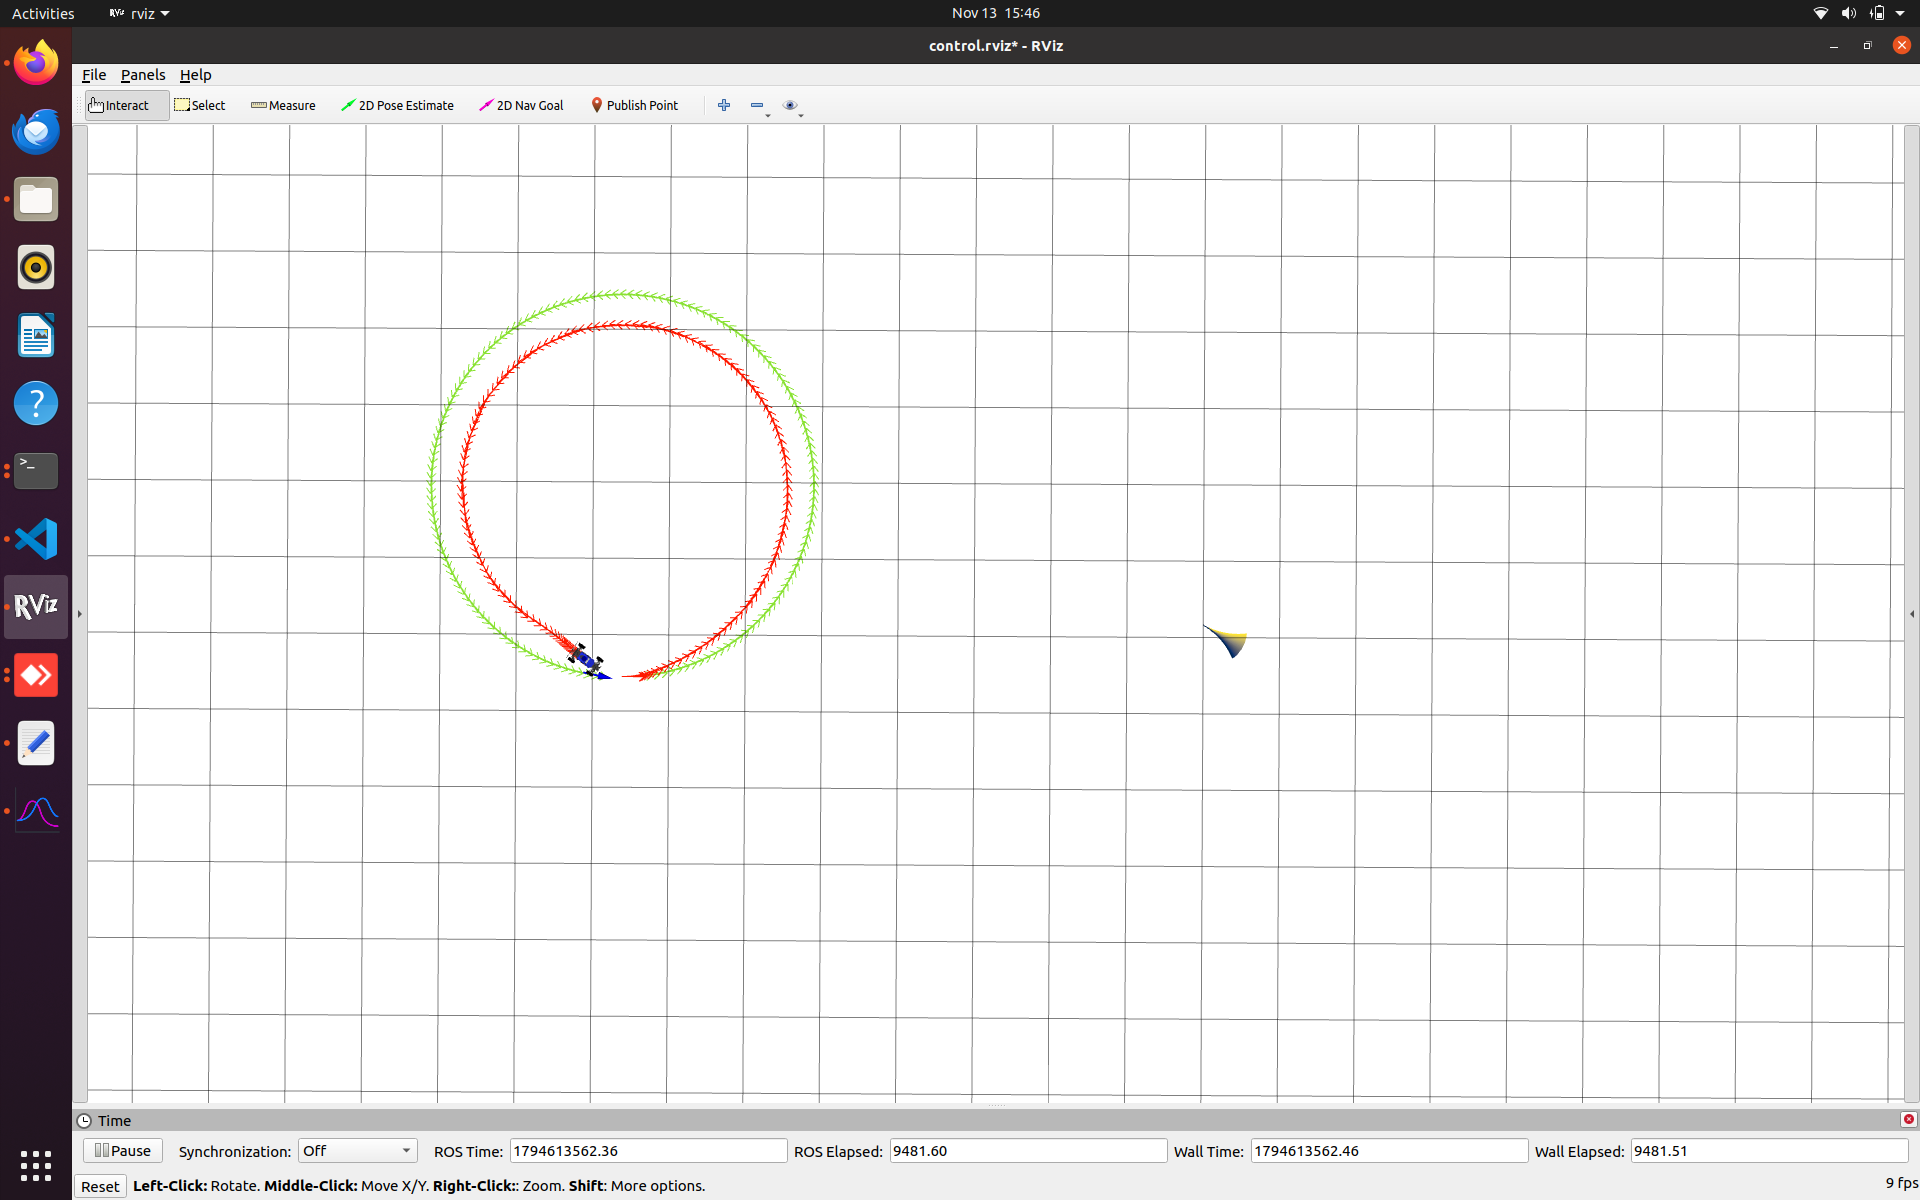 Activities RViz rviz Nov 13 15:46
control.rviz* - RViz
File Panels Help
Interact Select Measure 2D Pose Estimate 2D Nav Goal Publish Point
>_
?
RViz
Time
Pause Synchronization: Off ROS Time: 1794613562.36 ROS Elapsed: 9481.60 Wall Time: 1794613562.46 Wall Elapsed: 9481.51
Reset Left-Click: Rotate. Middle-Click: Move X/Y. Right-Click:: Zoom. Shift: More options. 9 fps